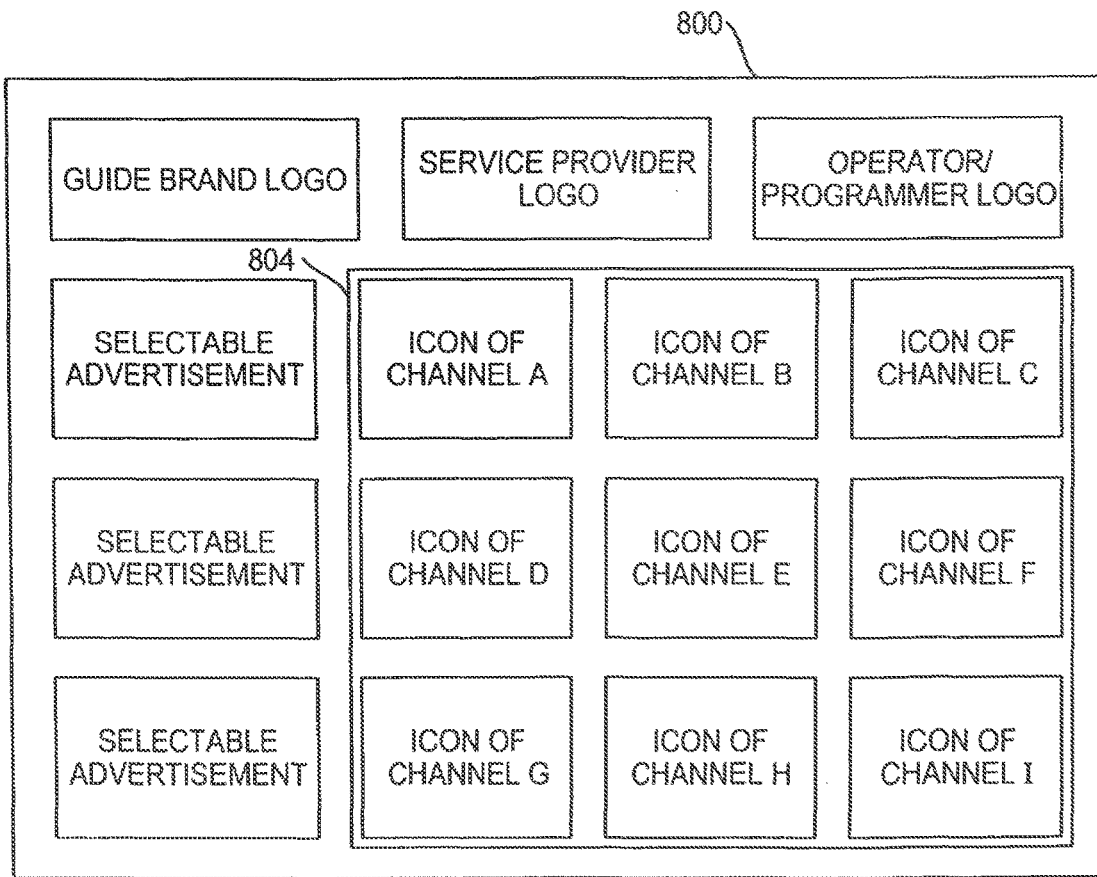 800
GUIDE BRAND LOGO
SERVICE PROVIDER
LOGO
OPERATOR/
PROGRAMMER LOGO
804
SELECTABLE
ADVERTISEMENT
ICON OF
CHANNEL A
ICON OF
CHANNEL B
ICON OF
CHANNEL C
SELECTABLE
ADVERTISEMENT
ICON OF
CHANNEL D
ICON OF
CHANNEL E
ICON OF
CHANNEL F
SELECTABLE
ADVERTISEMENT
ICON OF
CHANNEL G
ICON OF
CHANNEL H
ICON OF
CHANNEL I